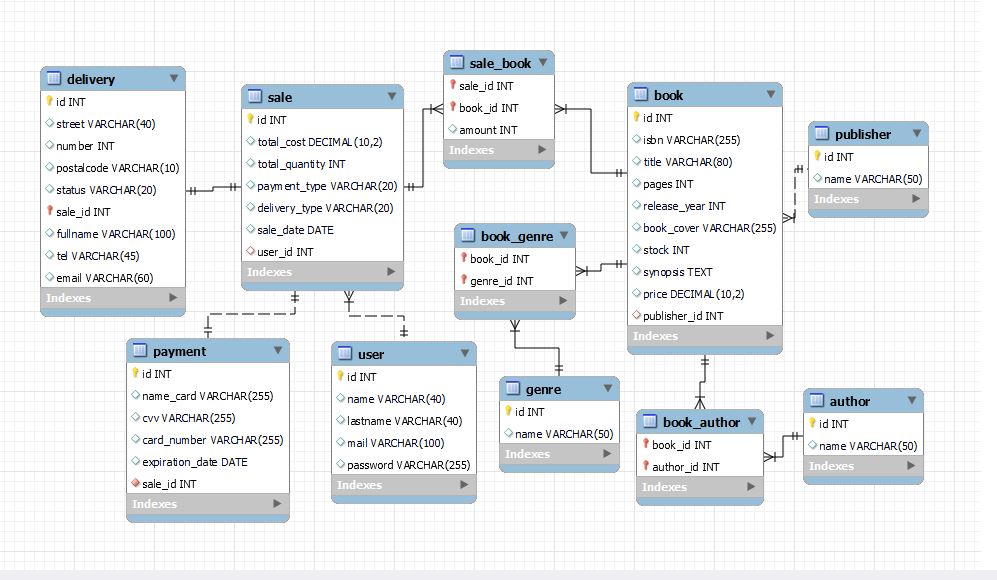 delivery
id INT
street VARCHAR(40)
number INT
postalcode VARCHAR(10)
status VARCHAR(20)
sale_id INT
fullname VARCHAR(100)
tel VARCHAR(45)
email VARCHAR(60)
Indexes
sale
id INT
total_cost DECIMAL(10,2)
total_quantity INT
payment_type VARCHAR(20)
delivery_type VARCHAR(20)
sale_date DATE
user_id INT
Indexes
sale_book
sale_id INT
book_id INT
amount INT
Indexes
book
id INT
isbn VARCHAR(255)
title VARCHAR(80)
pages INT
release_year INT
book_cover VARCHAR(255)
stock INT
synopsis TEXT
price DECIMAL(10,2)
publisher_id INT
Indexes
publisher
id INT
name VARCHAR(50)
Indexes
book_genre
book_id INT
genre_id INT
Indexes
payment
id INT
name_card VARCHAR(255)
cvv VARCHAR(255)
card_number VARCHAR(255)
expiration_date DATE
sale_id INT
Indexes
user
id INT
name VARCHAR(40)
lastname VARCHAR(40)
mail VARCHAR(100)
password VARCHAR(255)
Indexes
genre
id INT
name VARCHAR(50)
Indexes
book_author
book_id INT
author_id INT
Indexes
author
id INT
name VARCHAR(50)
Indexes